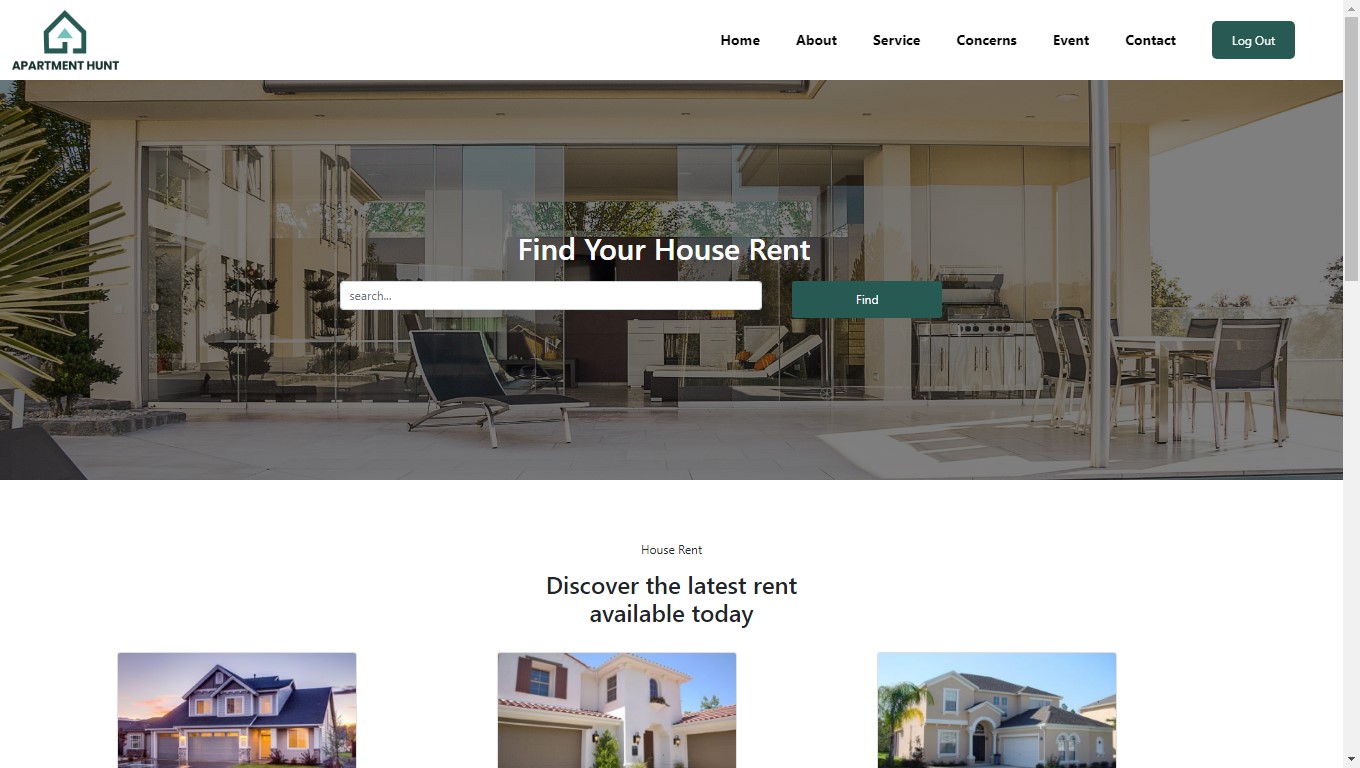 APARTMENT HUNT
Home About Service Concerns Event Contact Log Out
Find Your House Rent
search... Find
House Rent
Discover the latest rent
available today